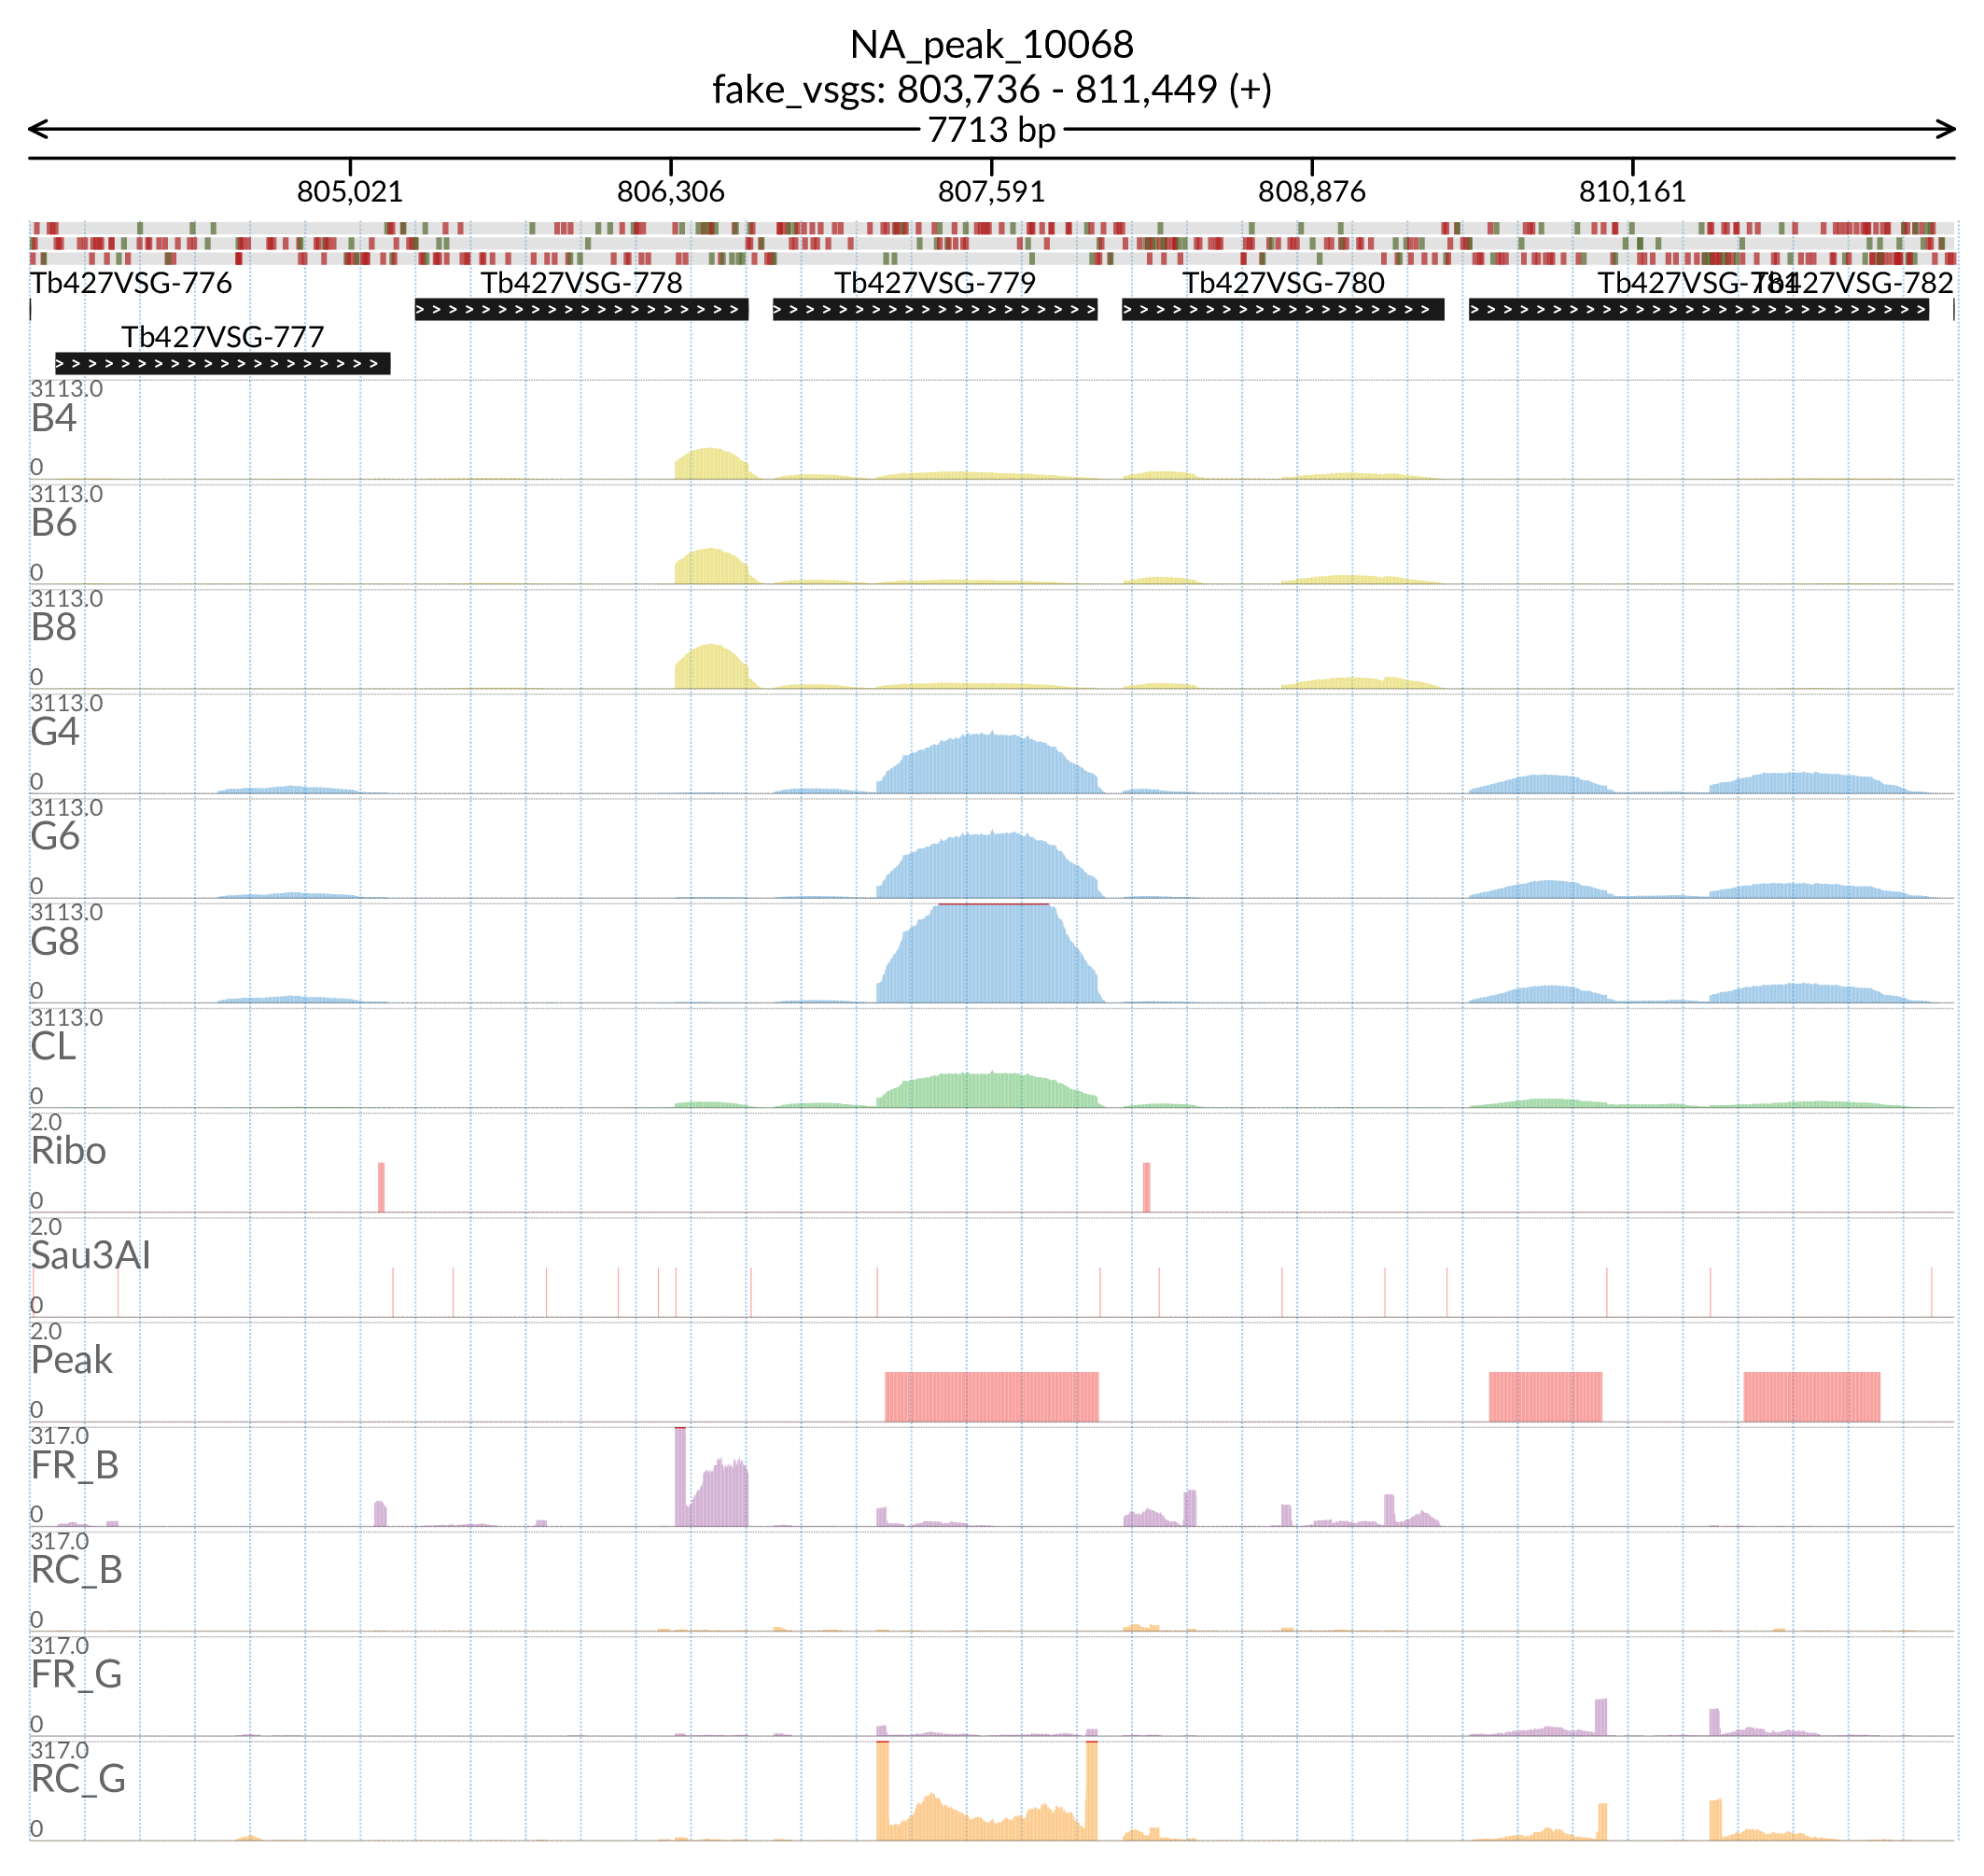 NA_peak_10068
fake_vsgs: 803,736 - 811,449 (+)
7713 bp
805,021 806,306 807,591 808,876 810,161
Tb427VSG-776 Tb427VSG-778 Tb427VSG-779 Tb427VSG-780 Tb427VSG-781 Tb427VSG-782
Tb427VSG-777
3113.0
B4
0
3113.0
B6
0
3113.0
B8
0
3113.0
G4
0
3113.0
G6
0
3113.0
G8
0
3113.0
CL
0
2.0
Ribo
0
2.0
Sau3AI
0
2.0
Peak
0
317.0
FR_B
0
317.0
RC_B
0
317.0
FR_G
0
317.0
RC_G
0